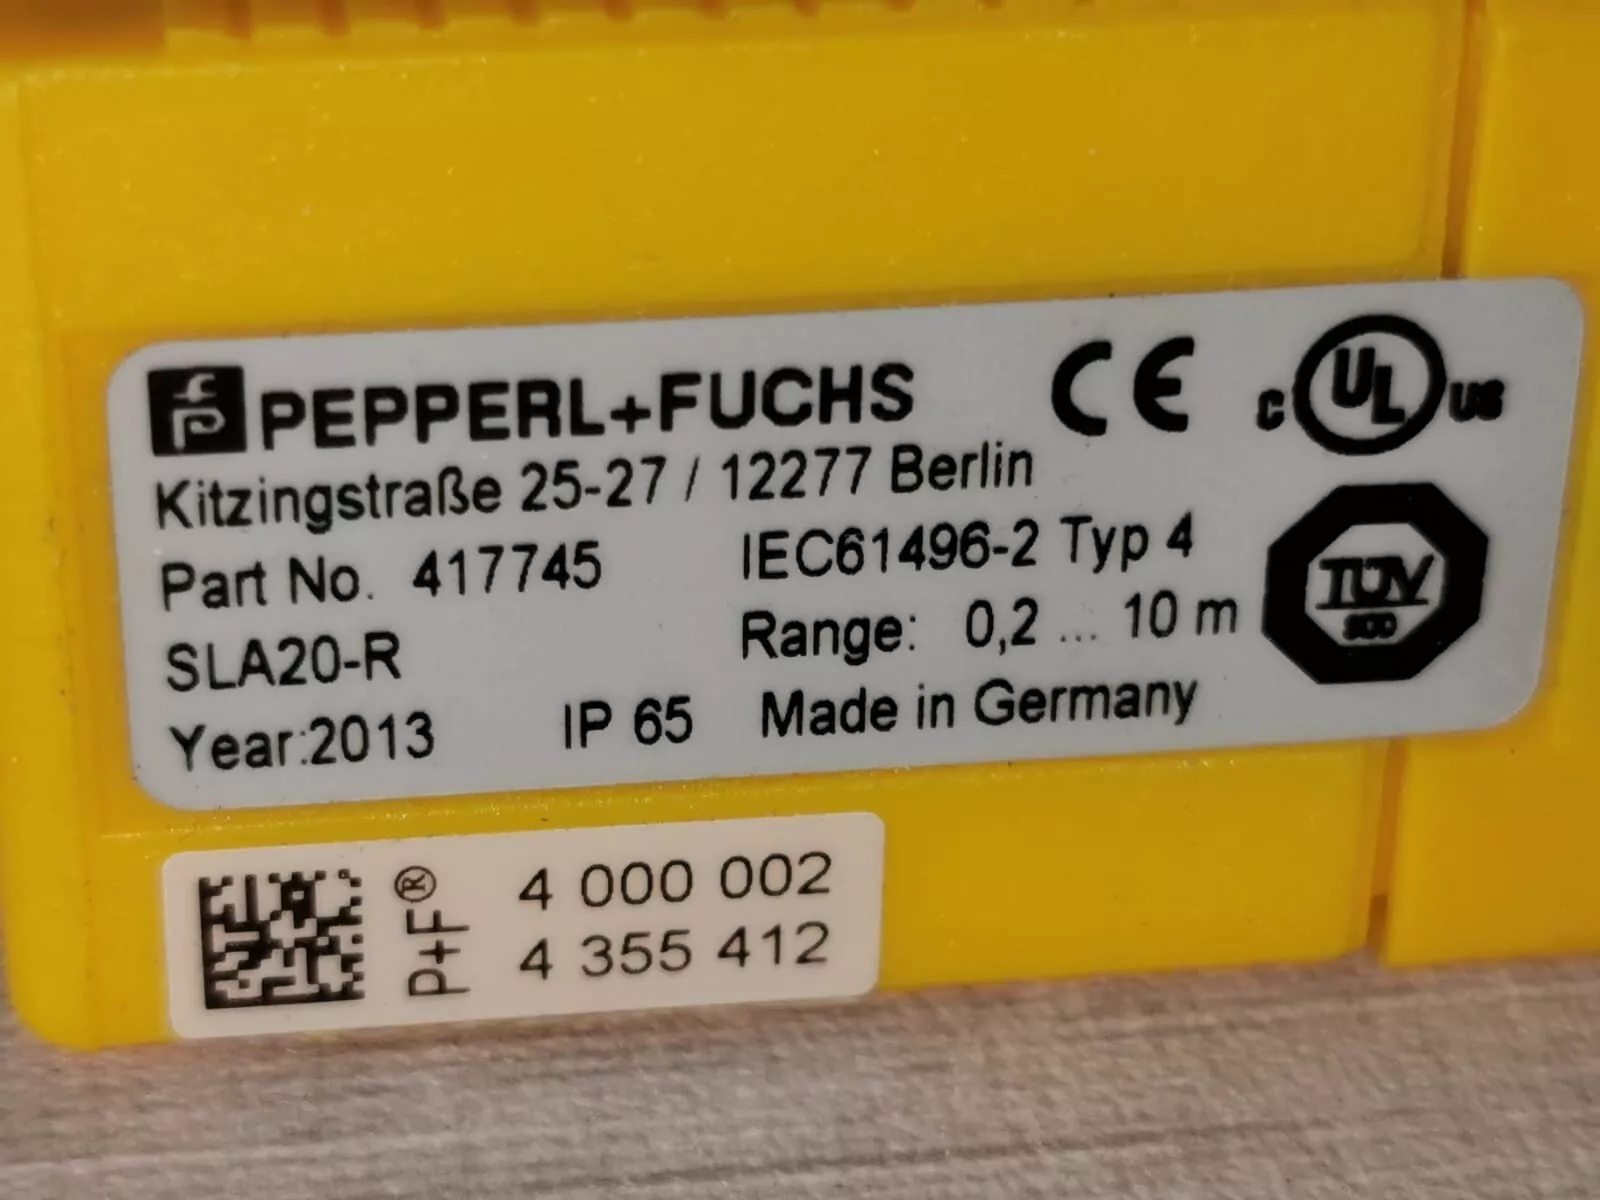 PEPPERL+FUCHS CE C UL US
Kitzingstraße 25-27 / 12277 Berlin
Part No. 417745 IEC61496-2 Typ 4
SLA20-R Range: 0,2 ... 10 m
TÜV
Year:2013 IP 65 Made in Germany
P+F® 4 000 002
4 355 412